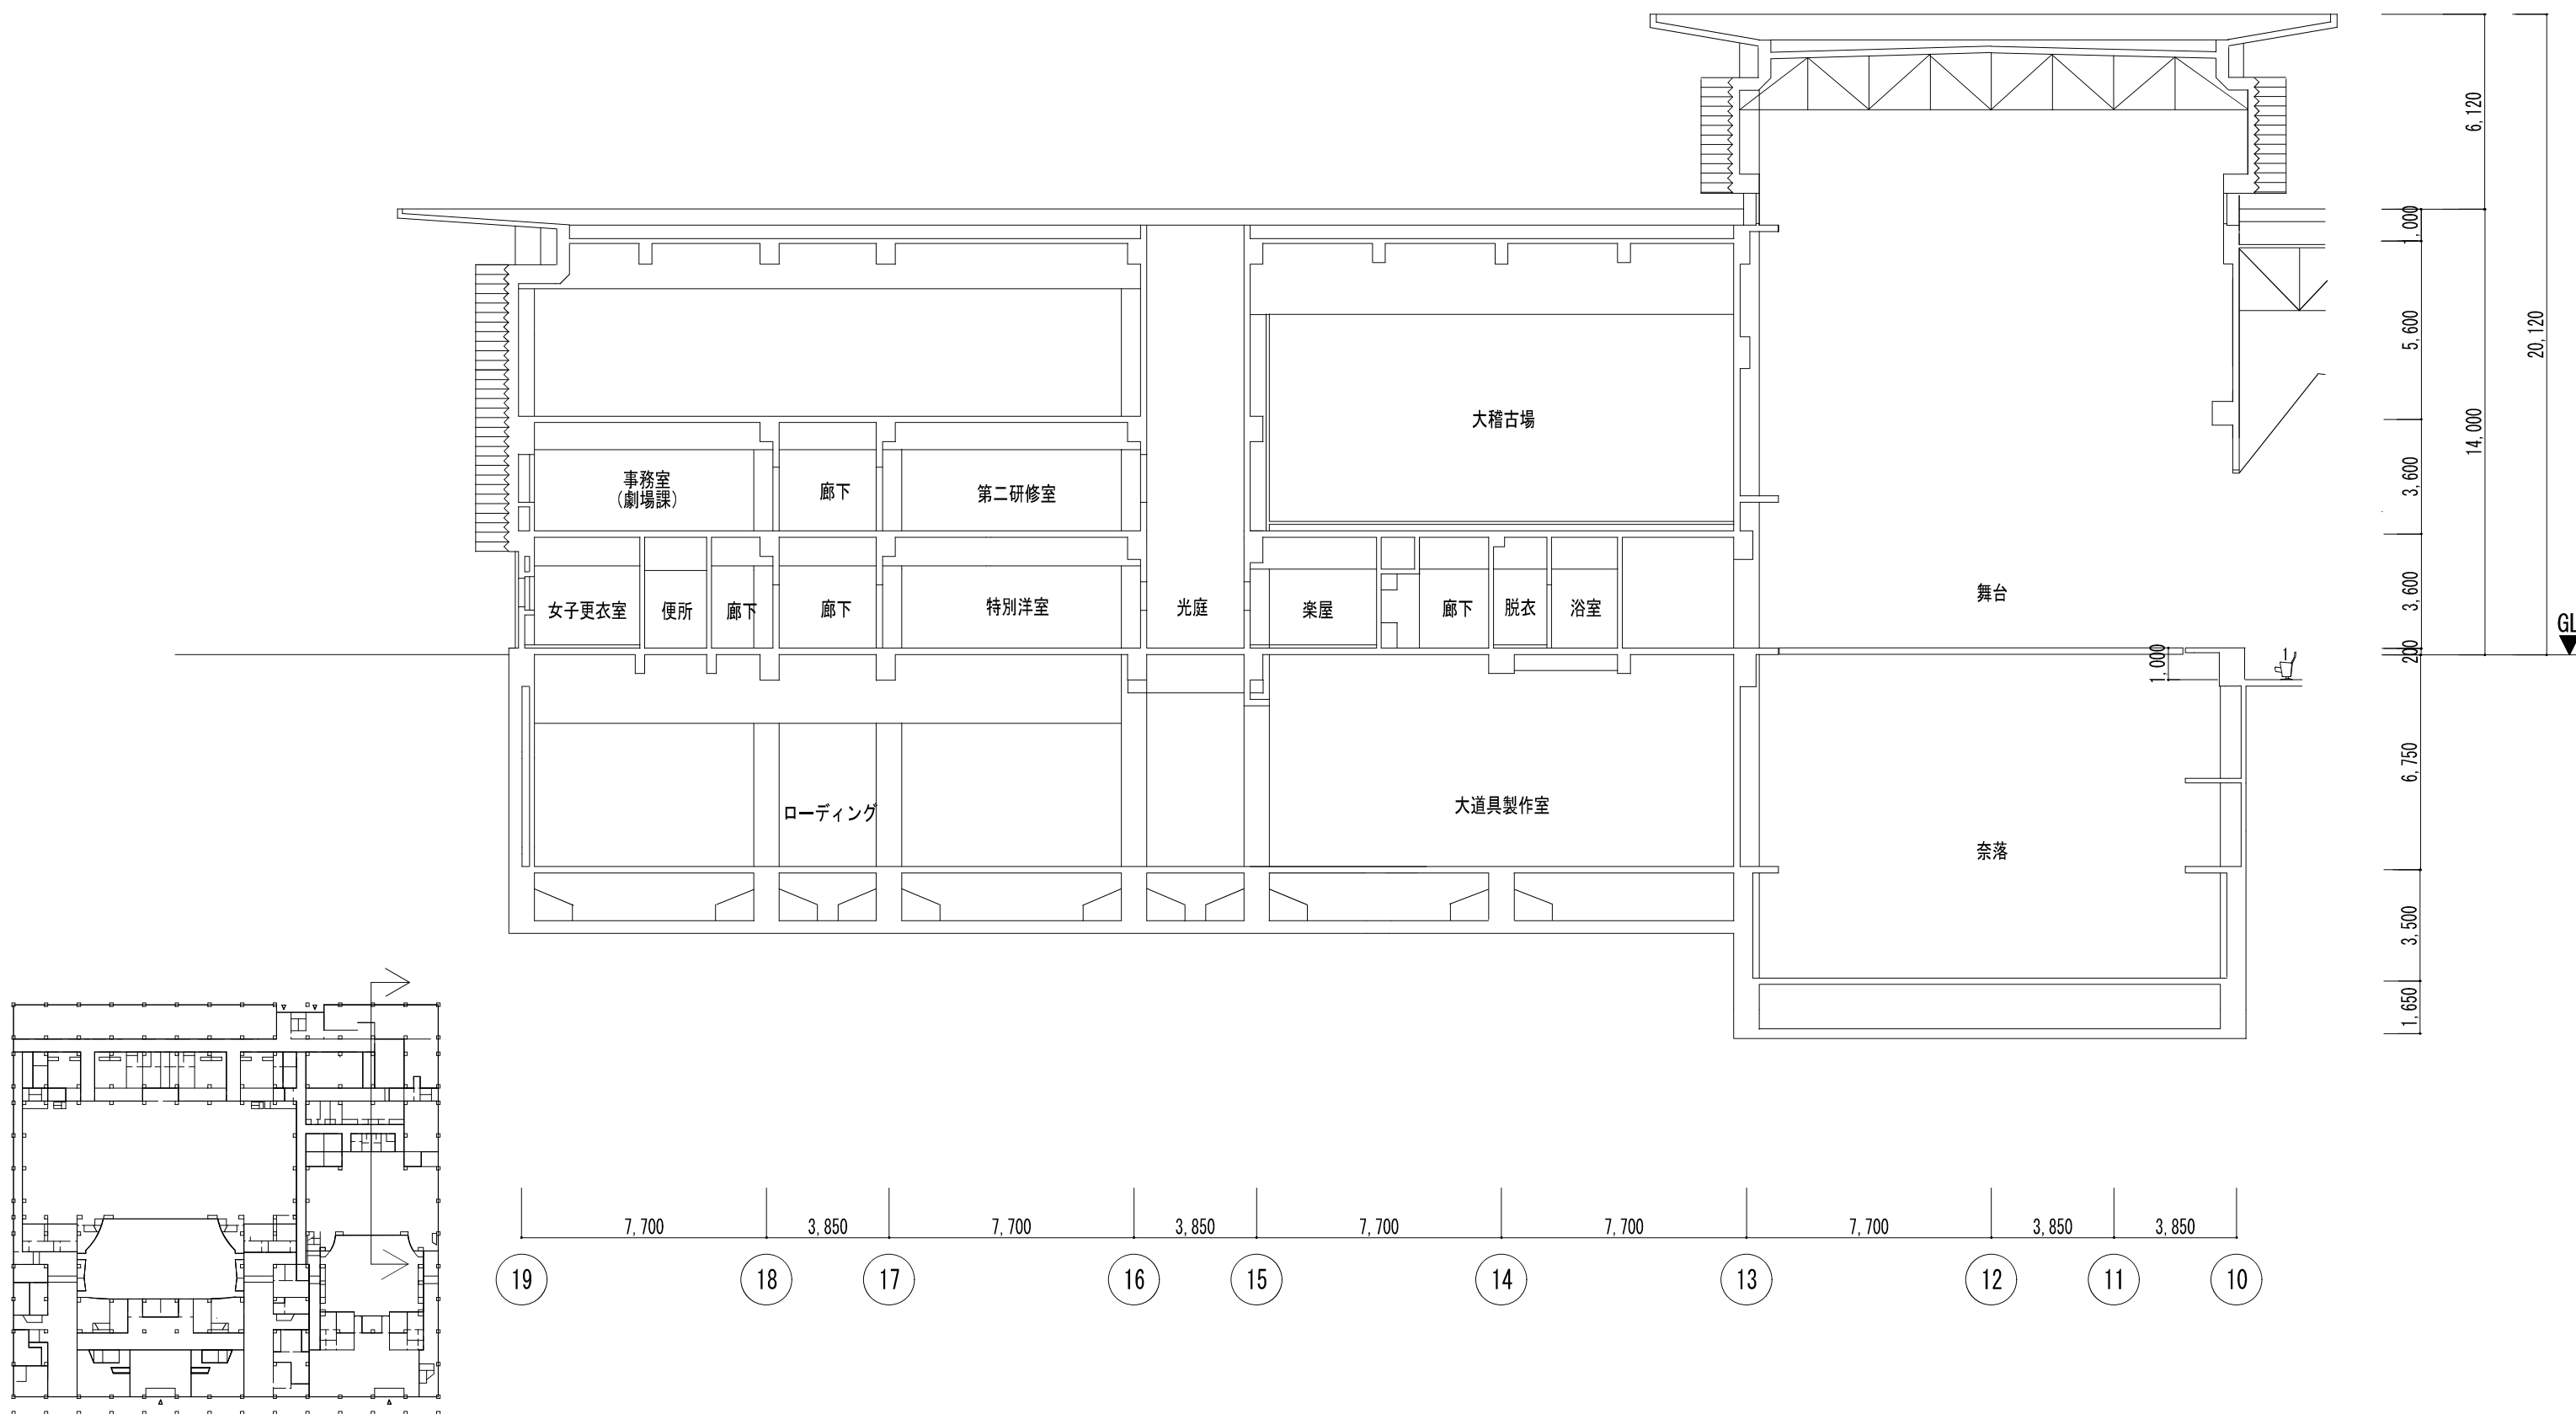 6,120
1,000
5,600
20,120
14,000
大稽古場
事務室
(劇場課)
廊下
第二研修室
3,600
女子更衣室
便所
廊下
廊下
特別洋室
光庭
楽屋
廊下
脱衣
浴室
舞台
3,600
GL
200
1,000
1
6,750
ローディング
大道具製作室
奈落
3,500
1,650
7,700
3,850
7,700
3,850
7,700
7,700
7,700
3,850
3,850
19
18
17
16
15
14
13
12
11
10